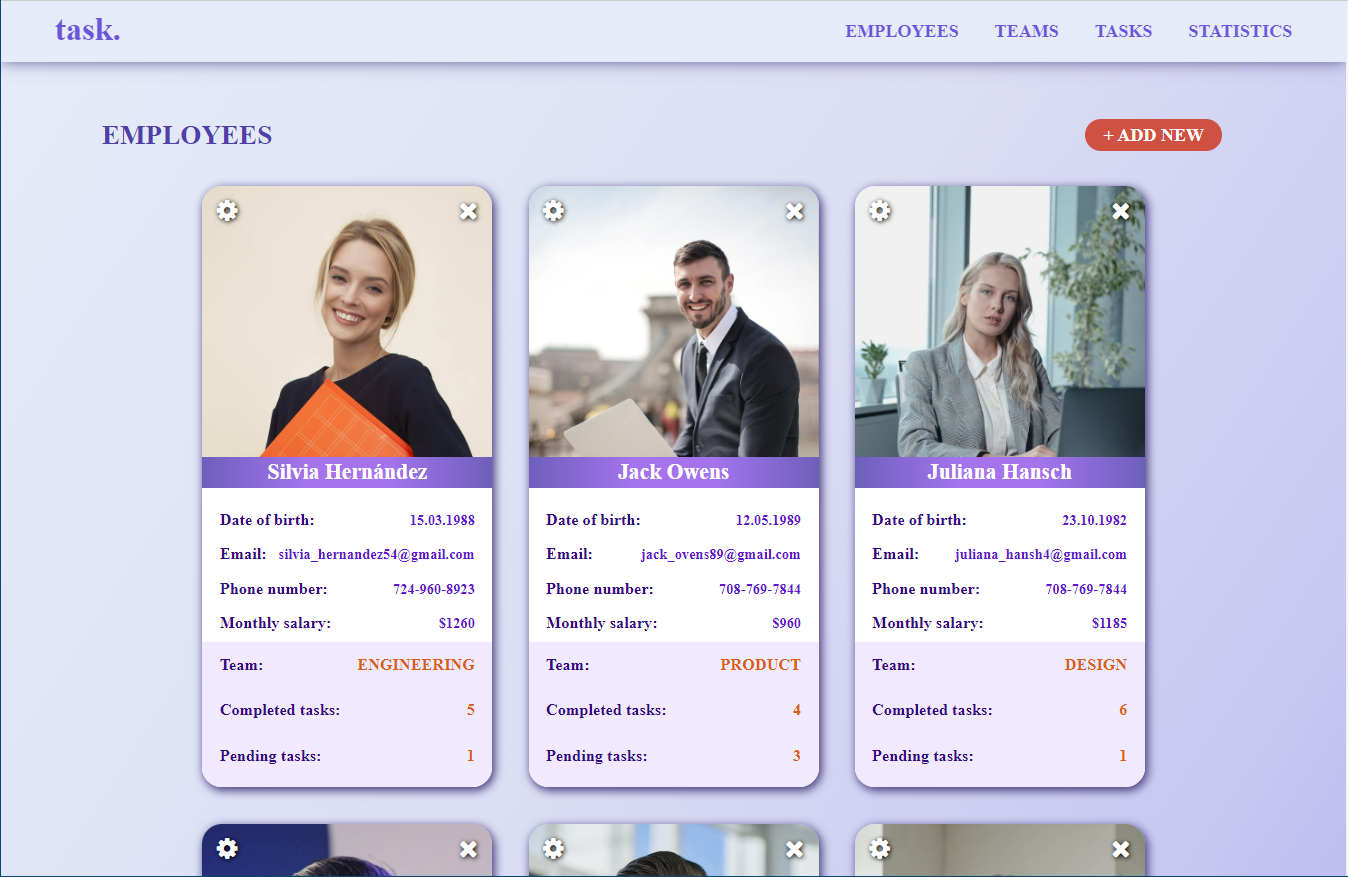 task.
EMPLOYEES TEAMS TASKS STATISTICS
EMPLOYEES
+ ADD NEW
Silvia Hernández
Date of birth: 15.03.1988
Email: silvia_hernandez54@gmail.com
Phone number: 724-960-8923
Monthly salary: $1260
Team: ENGINEERING
Completed tasks: 5
Pending tasks: 1
Jack Owens
Date of birth: 12.05.1989
Email: jack_ovens89@gmail.com
Phone number: 708-769-7844
Monthly salary: $960
Team: PRODUCT
Completed tasks: 4
Pending tasks: 3
Juliana Hansch
Date of birth: 23.10.1982
Email: juliana_hansh4@gmail.com
Phone number: 708-769-7844
Monthly salary: $1185
Team: DESIGN
Completed tasks: 6
Pending tasks: 1